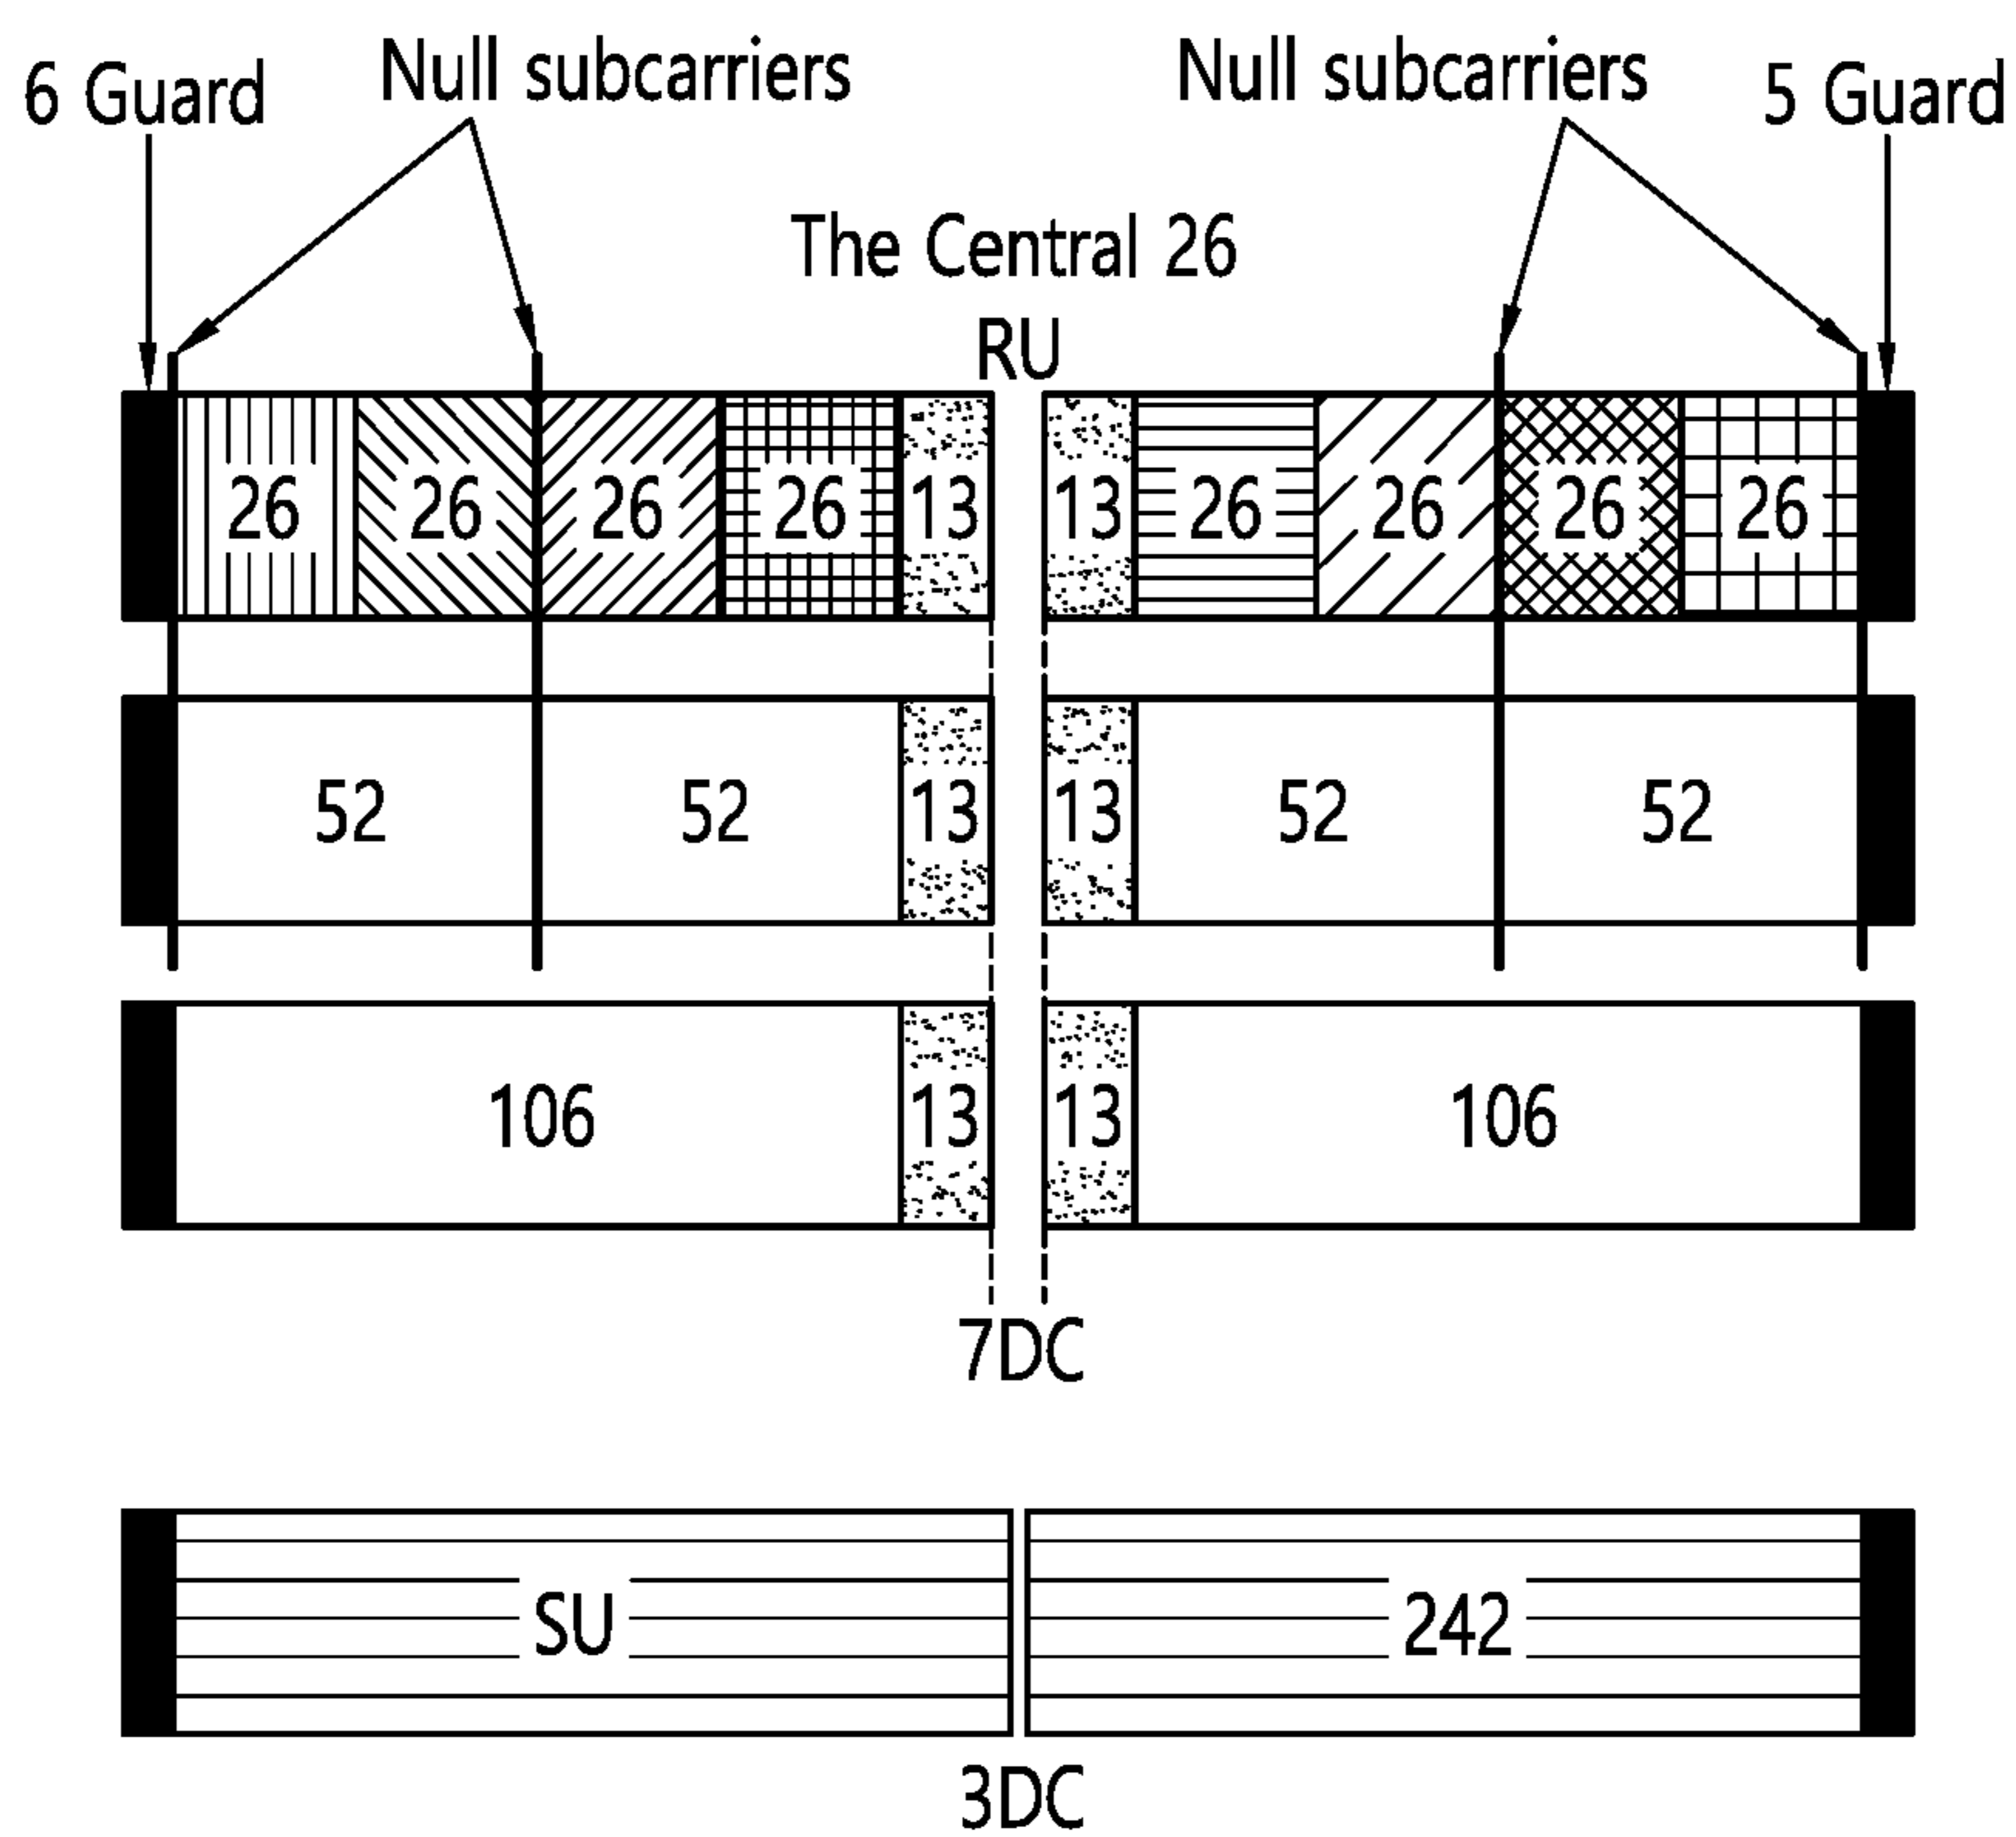 6 Guard
Null subcarriers
Null subcarriers
5 Guard
The Central 26
RU
26 26 26 26 13 13 26 26 26 26
52 52 13 13 52 52
106 13 13 106
7DC
SU 242
3DC